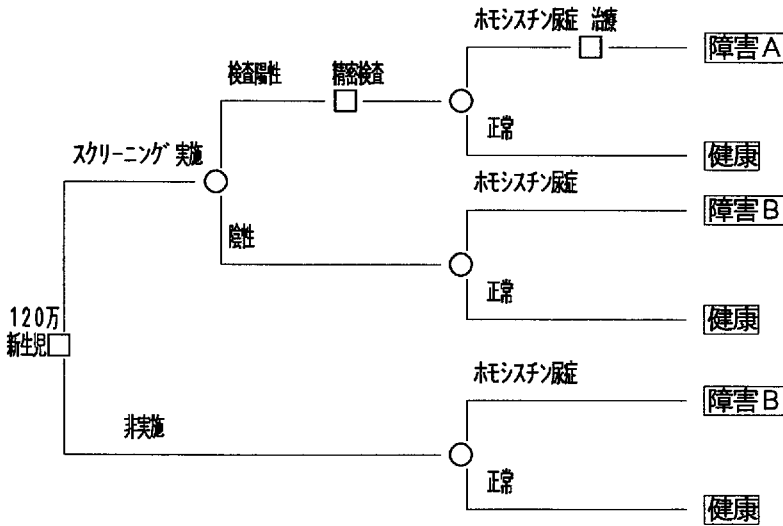 ホモシスチン尿症 治療
障害A
検査陽性 精密検査
正常
健康
スクリーニング 実施
ホモシスチン尿症
障害B
陰性
正常
健康
120万
新生児
ホモシスチン尿症
障害B
非実施
正常
健康